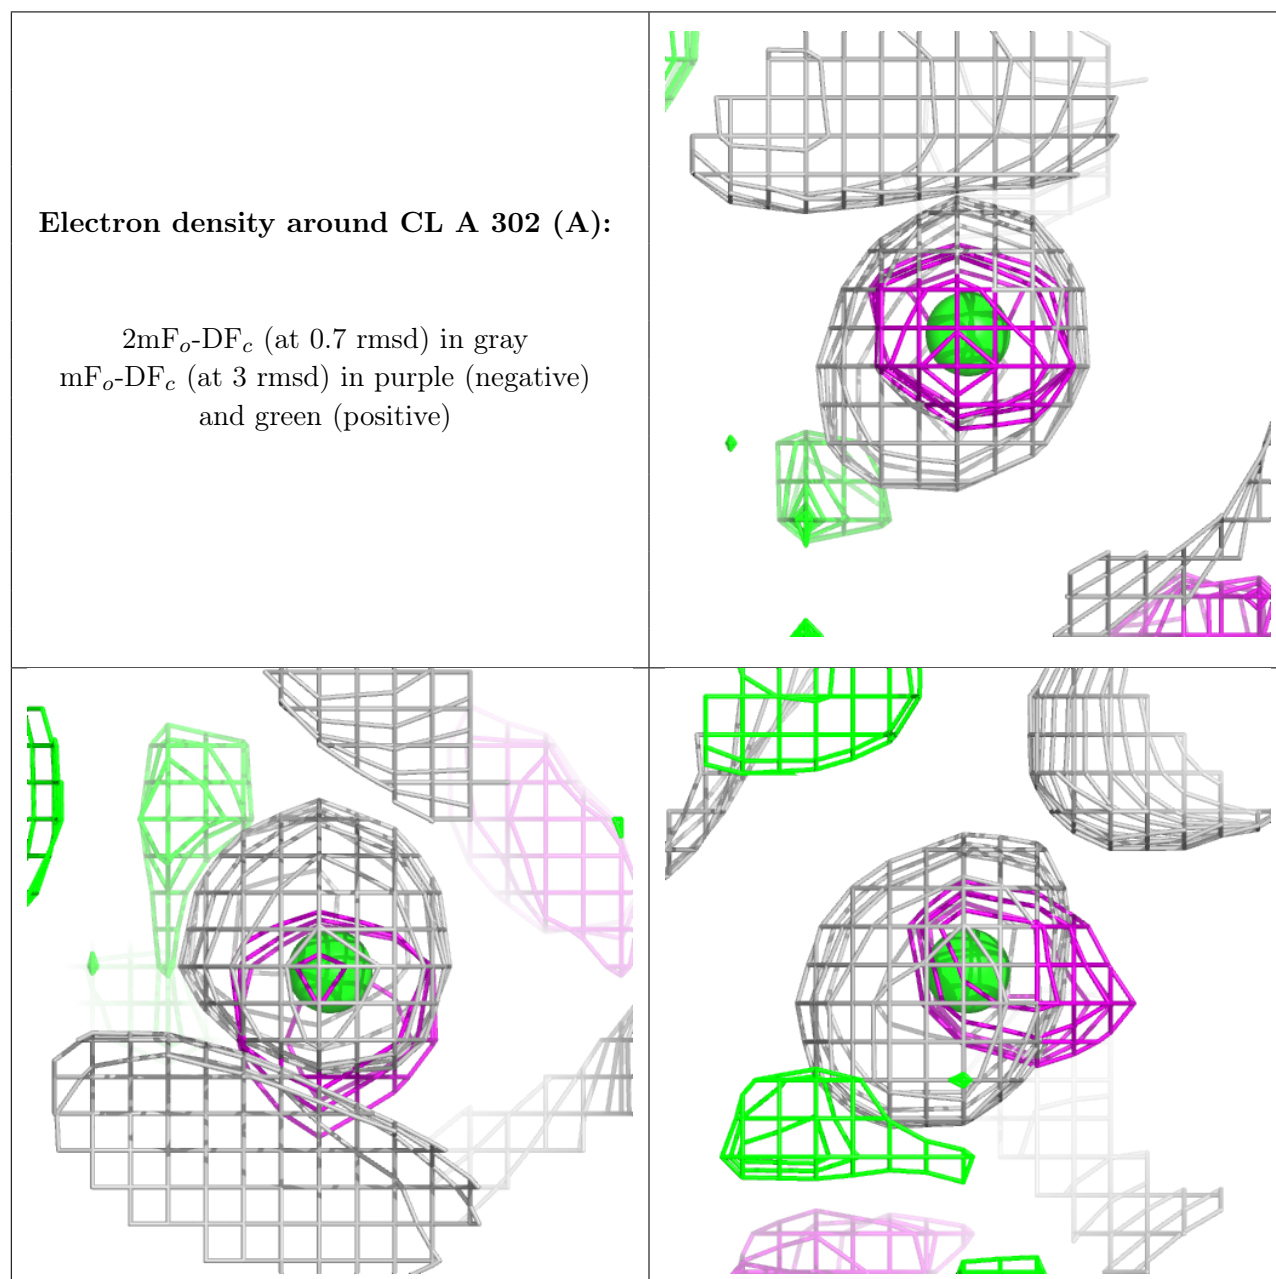 Electron density around CL A 302 (A):
2mFo-DFc (at 0.7 rmsd) in gray
mFo-DFc (at 3 rmsd) in purple (negative)
and green (positive)